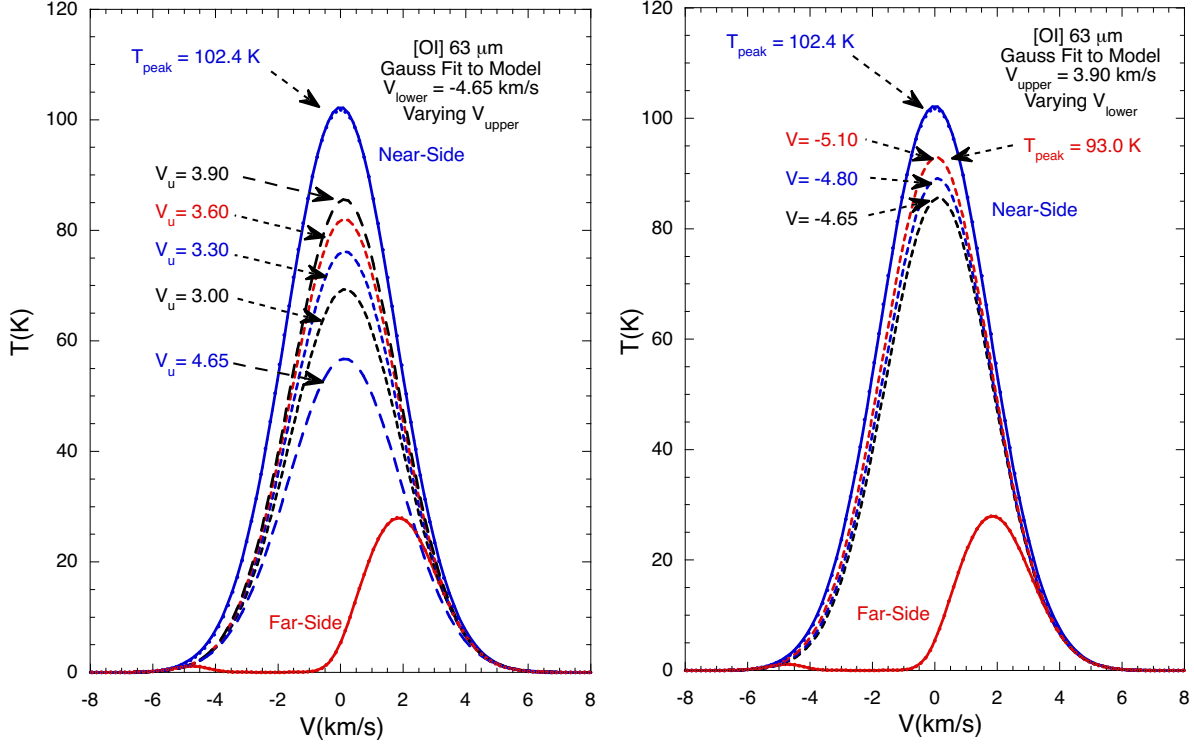 120
100
80
60
40
20
0
T(K)
-8 -6 -4 -2 0 2 4 6 8
V(km/s)
T_peak = 102.4 K
[OI] 63 μm
Gauss Fit to Model
V_lower = -4.65 km/s
Varying V_upper
Near-Side
V_u = 3.90
V_u = 3.60
V_u = 3.30
V_u = 3.00
V_u = 4.65
Far-Side
120
100
80
60
40
20
0
T(K)
-8 -6 -4 -2 0 2 4 6 8
V(km/s)
T_peak = 102.4 K
[OI] 63 μm
Gauss Fit to Model
V_upper = 3.90 km/s
Varying V_lower
V= -5.10
T_peak = 93.0 K
V= -4.80
Near-Side
V= -4.65
Far-Side